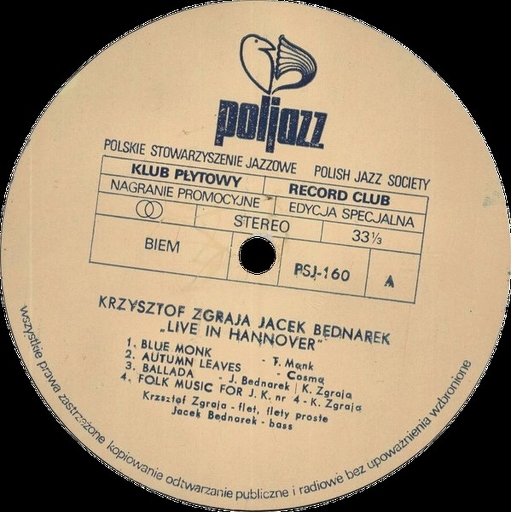 poljazz
POLSKIE STOWARZYSZENIE JAZZOWE POLISH JAZZ SOCIETY
KLUB PŁYTOWY RECORD CLUB
NAGRANIE PROMOCYJNE EDYCJA SPECJALNA
STEREO 33⅓
BIEM PSJ-160 A
KRZYSZTOF ZGRAJA JACEK BEDNAREK
„LIVE IN HANNOVER"
1. BLUE MONK - T. Monk
2. AUTUMN LEAVES - Cosma
3. BALLADA - J. Bednarek, K. Zgraja
4. FOLK MUSIC FOR J.K. nr 4 - K. Zgraja
Krzysztof Zgraja - flet, flety proste
Jacek Bednarek - bass
wszystkie prawa zastrzeżone kopiowanie odtwarzanie publiczne i radiowe bez upoważnienia wzbronione